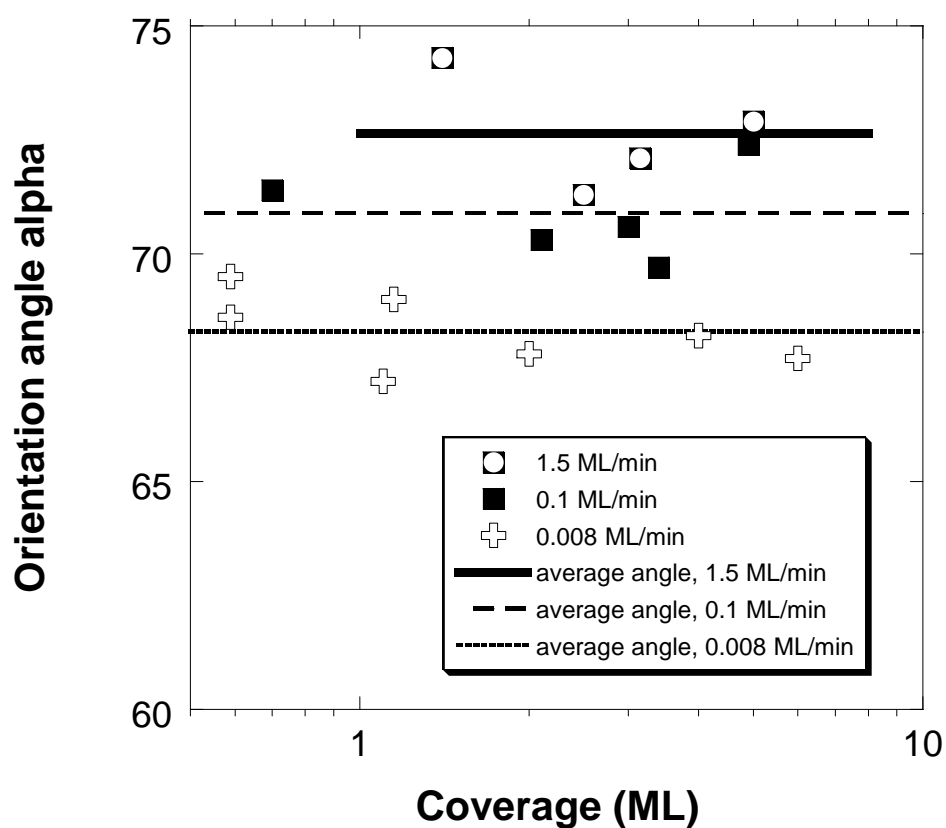 75
70
65
60
Orientation angle alpha
1.5 ML/min
0.1 ML/min
0.008 ML/min
average angle, 1.5 ML/min
average angle, 0.1 ML/min
average angle, 0.008 ML/min
1
10
Coverage (ML)